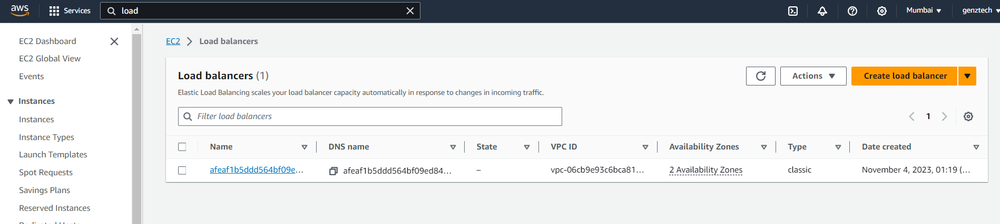 aws Services load Mumbai genztech
EC2 Dashboard
EC2 Global View
Events
Instances
Instances
Instance Types
Launch Templates
Spot Requests
Savings Plans
Reserved Instances
EC2 Load balancers
Load balancers (1)
Actions
Create load balancer
Elastic Load Balancing scales your load balancer capacity automatically in response to changes in incoming traffic.
Filter load balancers
1
Name DNS name State VPC ID Availability Zones Type Date created
afeaf1b5ddd564bf09e... afeaf1b5ddd564bf09ed84... – vpc-06cb9e93c6bca81... 2 Availability Zones classic November 4, 2023, 01:19 (...